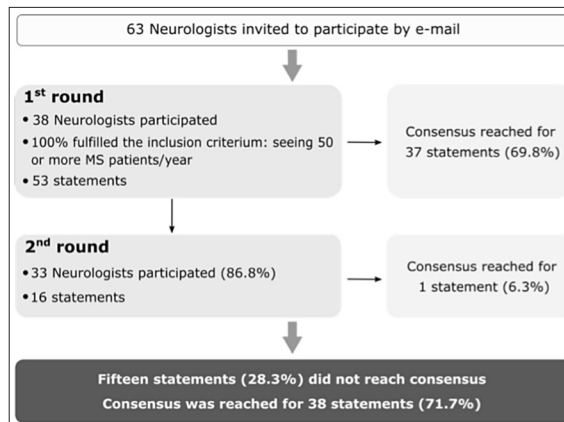 63 Neurologists invited to participate by e-mail
1st round
• 38 Neurologists participated
• 100% fulfilled the inclusion criterium: seeing 50
or more MS patients/year
• 53 statements
Consensus reached for
37 statements (69.8%)
2nd round
• 33 Neurologists participated (86.8%)
• 16 statements
Consensus reached for
1 statement (6.3%)
Fifteen statements (28.3%) did not reach consensus
Consensus was reached for 38 statements (71.7%)